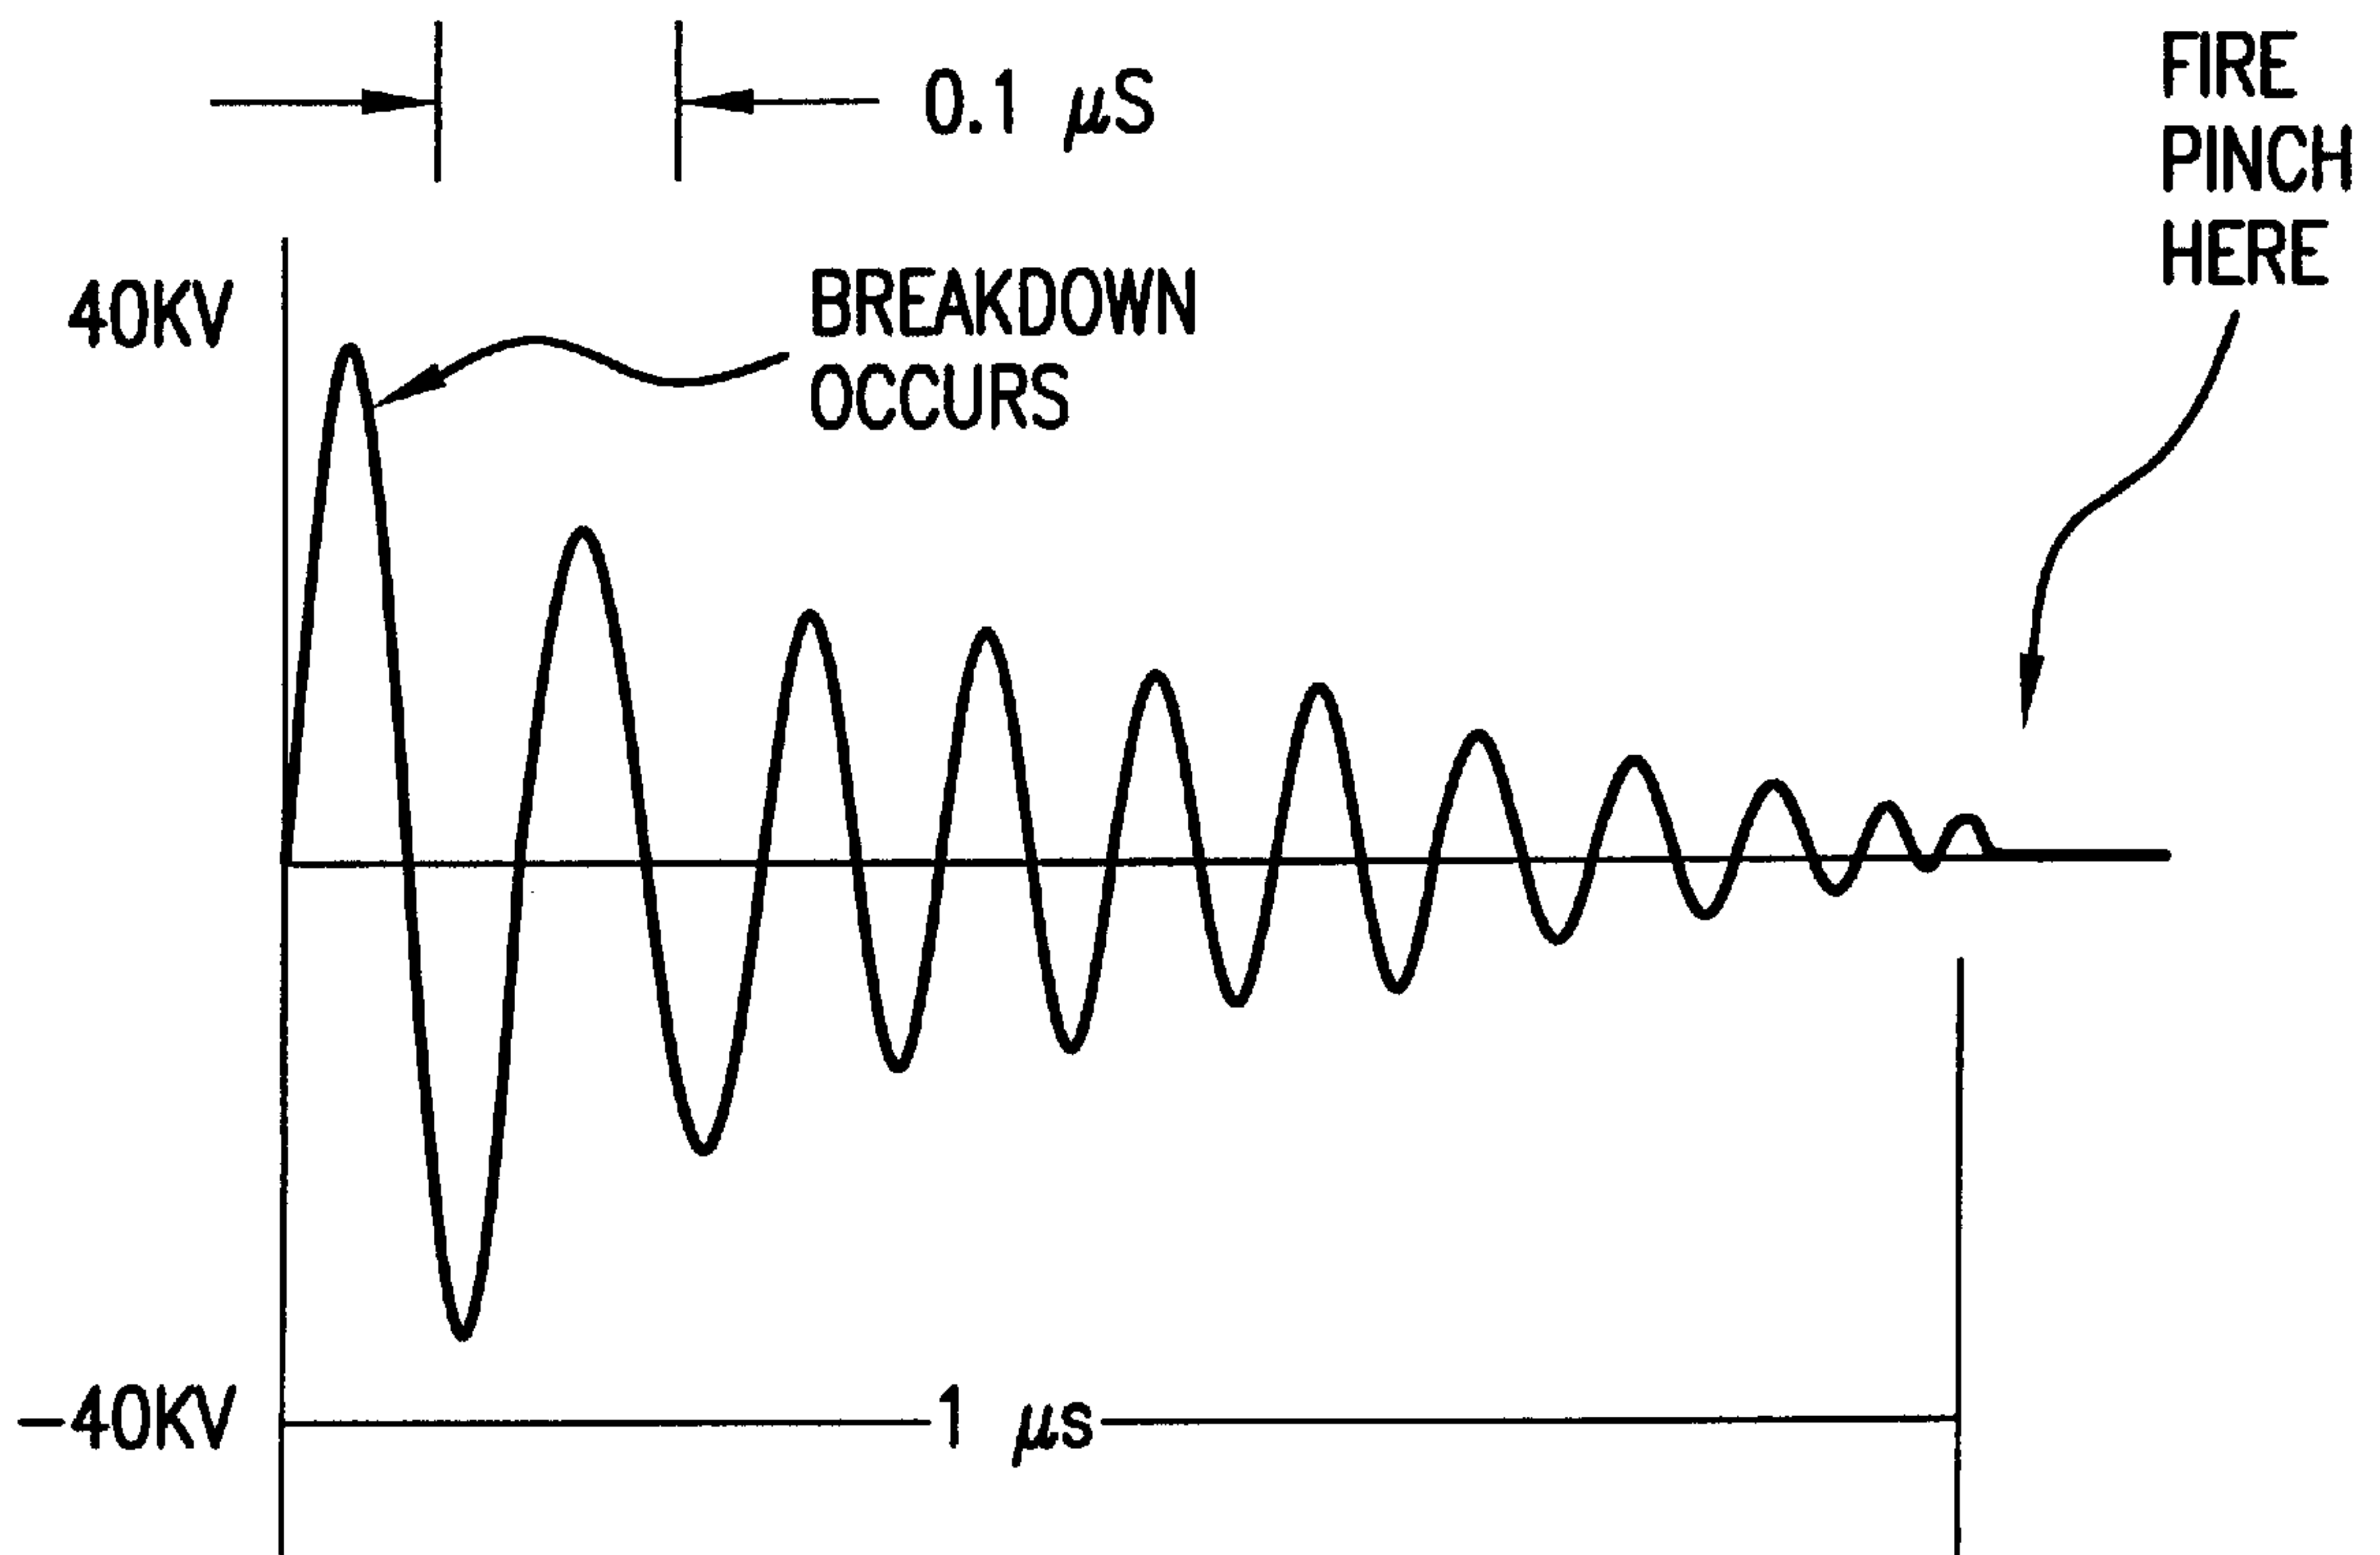 0.1 μS
FIRE
PINCH
HERE
40KV
BREAKDOWN
OCCURS
-40KV
1 μs